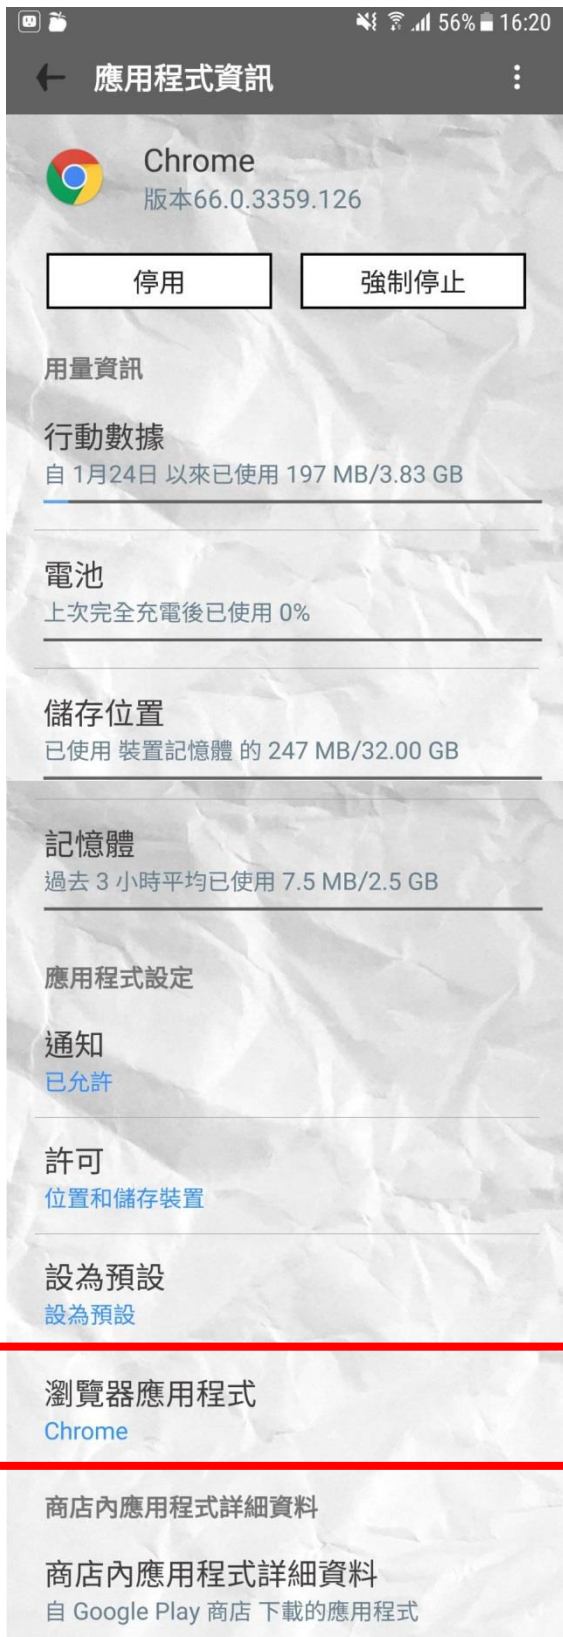 56% 16:20
應用程式資訊
Chrome
版本66.0.3359.126
停用 強制停止
用量資訊
行動數據
自 1月24日 以來已使用 197 MB/3.83 GB
電池
上次完全充電後已使用 0%
儲存位置
已使用 裝置記憶體 的 247 MB/32.00 GB
記憶體
過去 3 小時平均已使用 7.5 MB/2.5 GB
應用程式設定
通知
已允許
許可
位置和儲存裝置
設為預設
設為預設
瀏覽器應用程式
Chrome
商店內應用程式詳細資料
商店內應用程式詳細資料
自 Google Play 商店 下載的應用程式